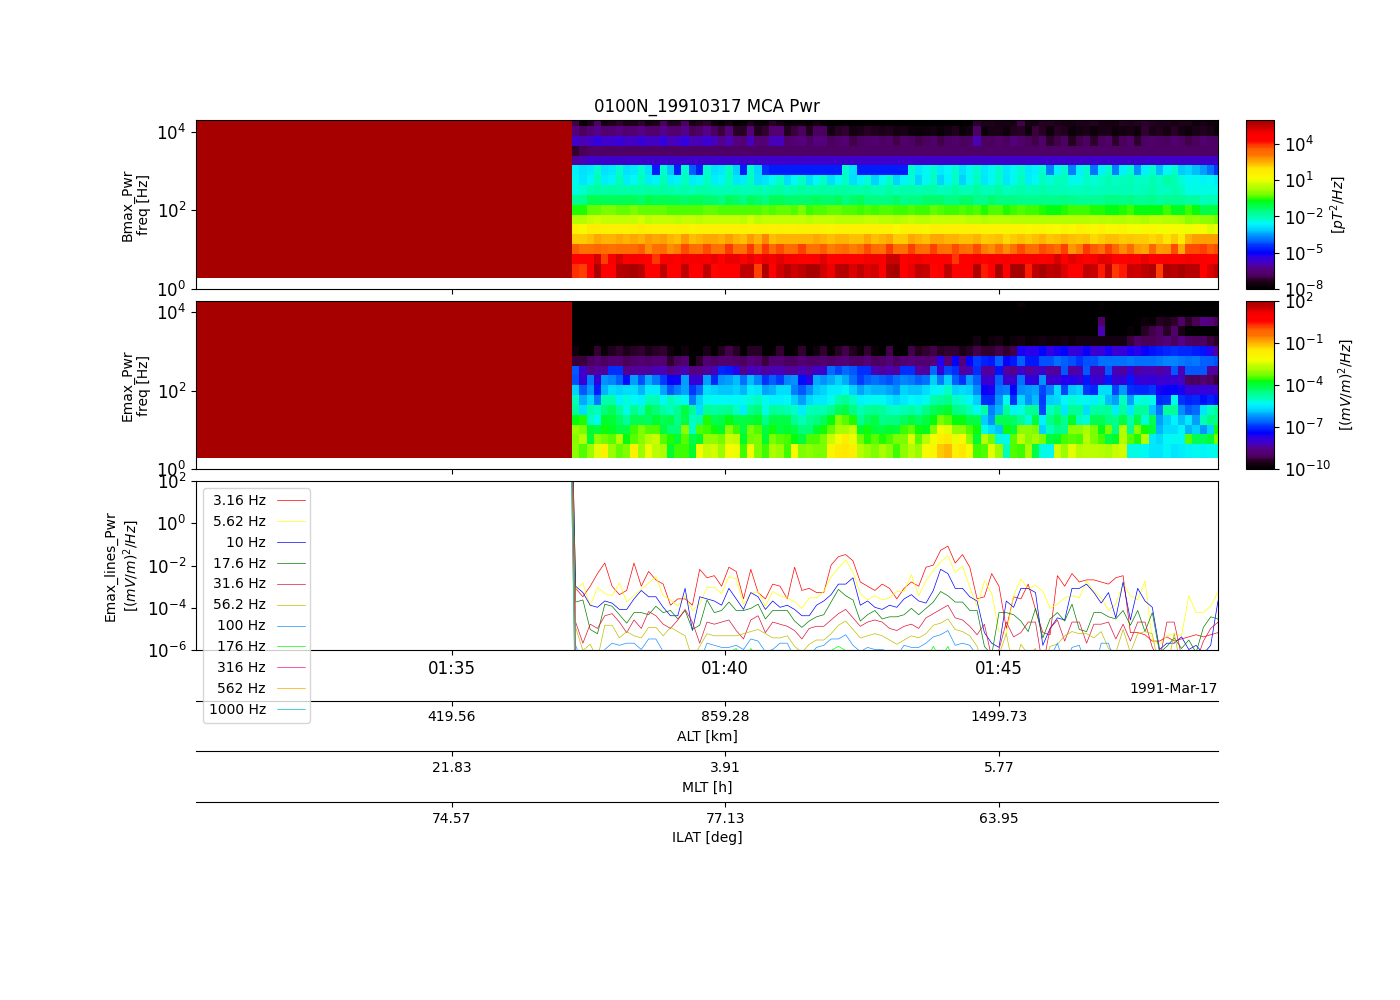 0100N_19910317 MCA Pwr
10^4
10^2
10^0
Bmax_Pwr
freq [Hz]
10^4
10^1
10^-2
10^-5
10^-8
[pT^2/Hz]
10^4
10^2
10^0
Emax_Pwr
freq [Hz]
10^2
10^-1
10^-4
10^-7
10^-10
[(mV/m)^2/Hz]
10^2
10^0
10^-2
10^-4
10^-6
Emax_lines_Pwr
[(mV/m)^2/Hz]
3.16 Hz
5.62 Hz
10 Hz
17.6 Hz
31.6 Hz
56.2 Hz
100 Hz
176 Hz
316 Hz
562 Hz
1000 Hz
01:35 01:40 01:45
1991-Mar-17
419.56 859.28 1499.73
ALT [km]
21.83 3.91 5.77
MLT [h]
74.57 77.13 63.95
ILAT [deg]